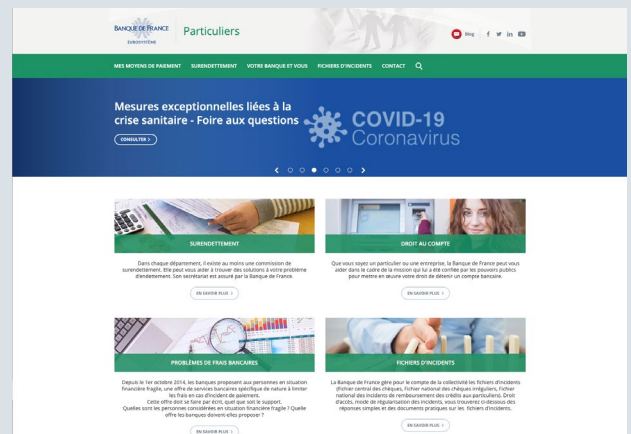 BANQUE DE FRANCE
EUROSYSTÈME
Particuliers
Blog
MES MOYENS DE PAIEMENT SURENDETTEMENT VOTRE BANQUE ET VOUS FICHIERS D'INCIDENTS CONTACT
Mesures exceptionnelles liées à la
crise sanitaire - Foire aux questions
CONSULTER >
COVID-19
Coronavirus
SURENDETTEMENT
Dans chaque département, il existe au moins une commission de
surendettement. Elle peut vous aider à trouver des solutions à votre problème
d'endettement. Son secrétariat est assuré par la Banque de France.
EN SAVOIR PLUS >
DROIT AU COMPTE
Que vous soyez un particulier ou une entreprise, la Banque de France peut vous
aider dans le cadre de la mission qui lui a été confiée par les pouvoirs publics
pour mettre en œuvre votre droit de détenir un compte bancaire.
EN SAVOIR PLUS >
PROBLÈMES DE FRAIS BANCAIRES
Depuis le 1er octobre 2014, les banques proposent aux personnes en situation
financière fragile, une offre de services bancaires spécifique de nature à limiter
les frais en cas d'incident de paiement.
Cette offre doit se faire par écrit, quel que soit le support.
Quelles sont les personnes considérées en situation financière fragile ? Quelle
offre les banques doivent-elles proposer ?
EN SAVOIR PLUS >
FICHIERS D'INCIDENTS
La Banque de France gère pour le compte de la collectivité les fichiers d'incidents
(Fichier central des chèques, Fichier national des chèques irréguliers, Fichier
national des incidents de remboursement des crédits aux particuliers). Droit
d'accès, mode de régularisation des incidents, vous trouverez ci-dessous des
réponses simples et des documents pratiques sur les fichiers d'incidents.
EN SAVOIR PLUS >